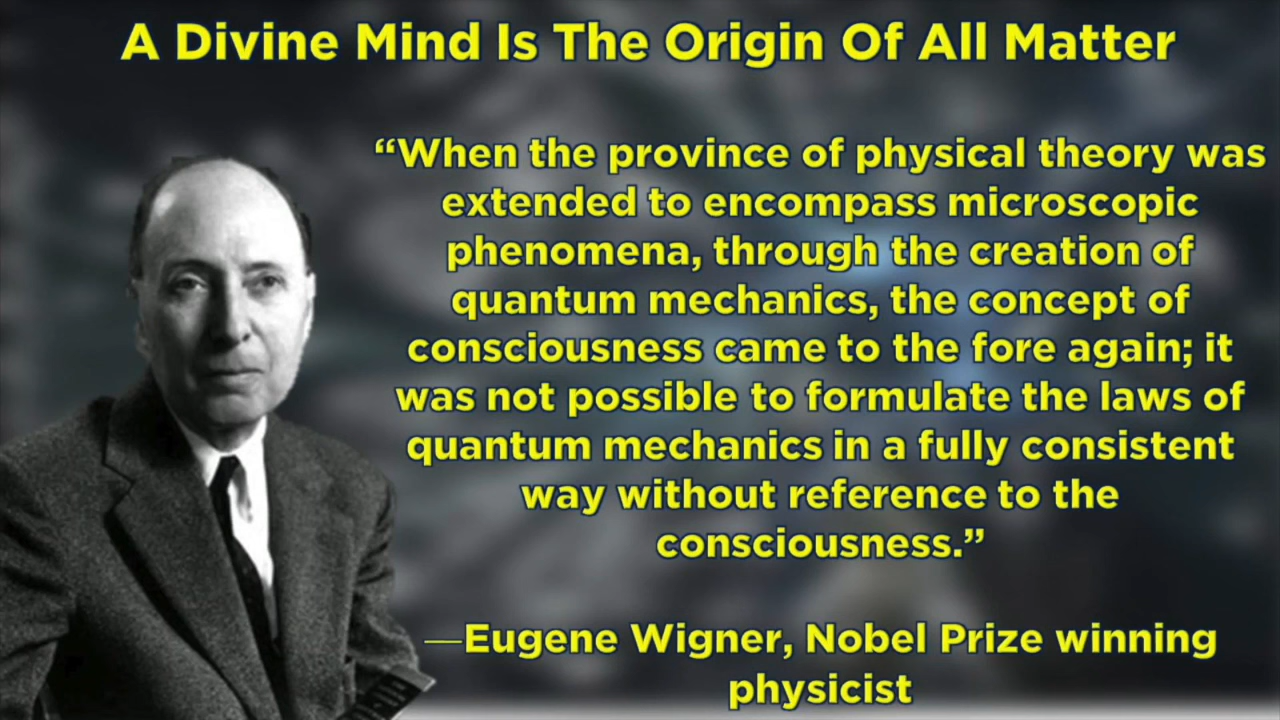 A Divine Mind Is The Origin Of All Matter
“When the province of physical theory was
extended to encompass microscopic
phenomena, through the creation of
quantum mechanics, the concept of
consciousness came to the fore again; it
was not possible to formulate the laws of
quantum mechanics in a fully consistent
way without reference to the
consciousness.”
—Eugene Wigner, Nobel Prize winning
physicist